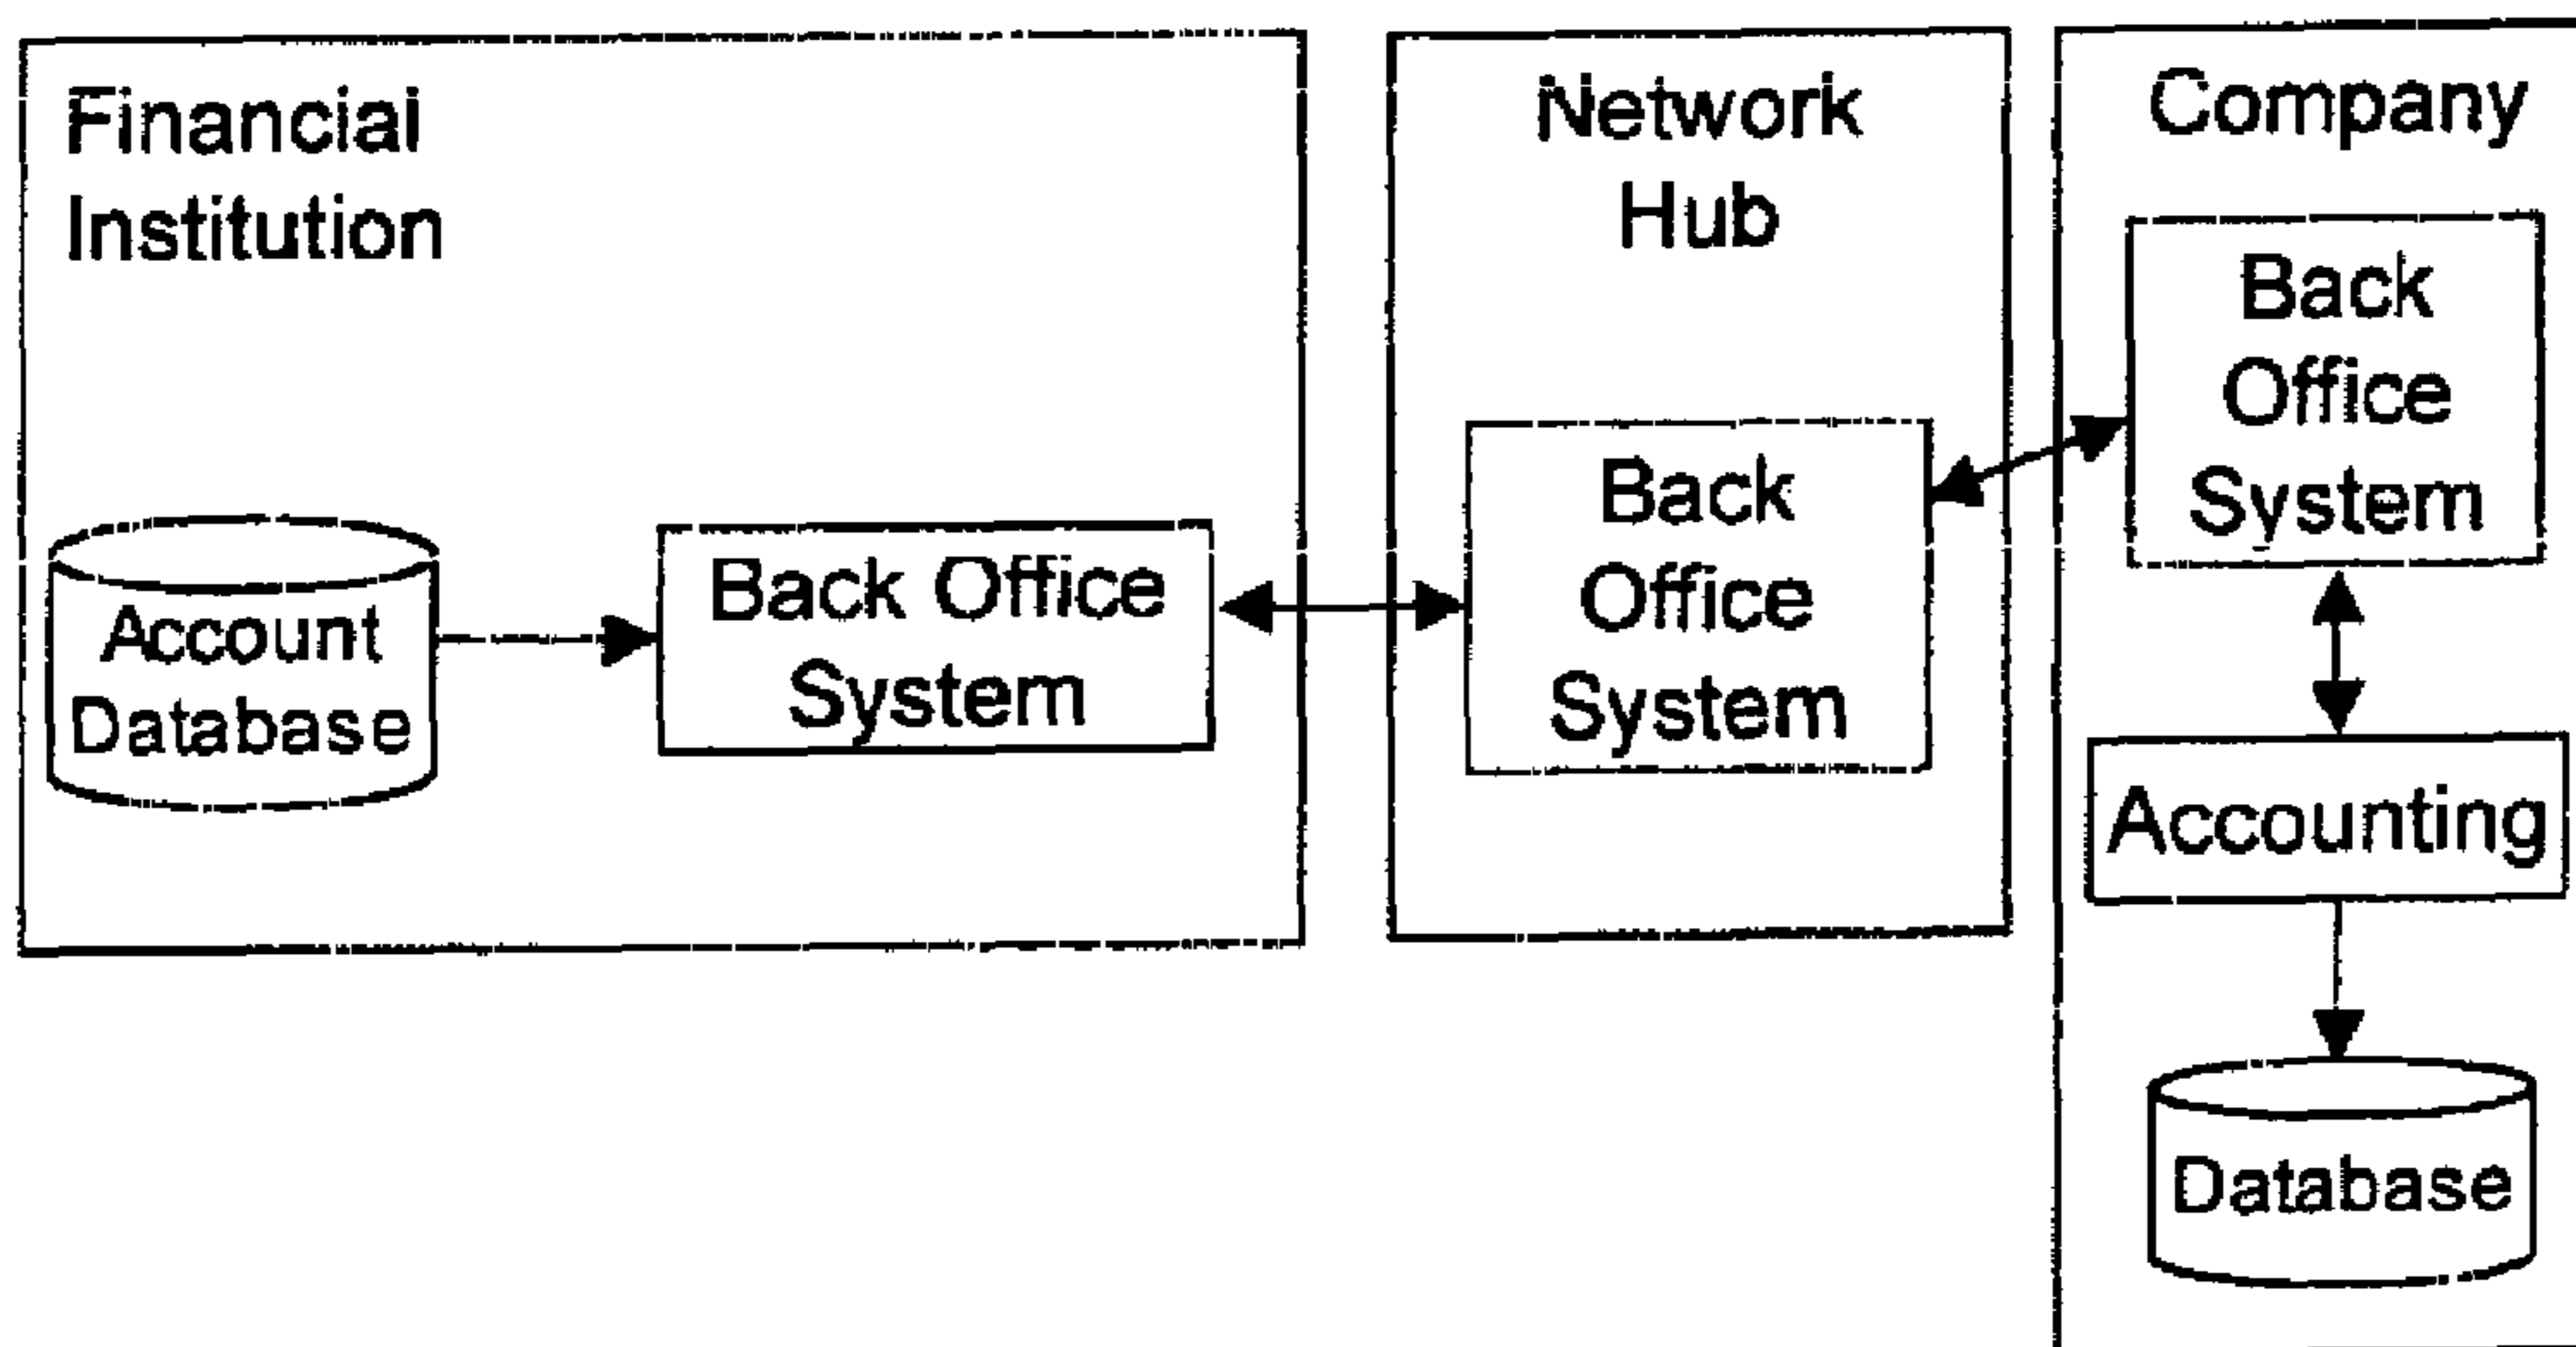 Financial
Institution
Account
Database
Back Office
System
Network
Hub
Back
Office
System
Company
Back
Office
System
Accounting
Database